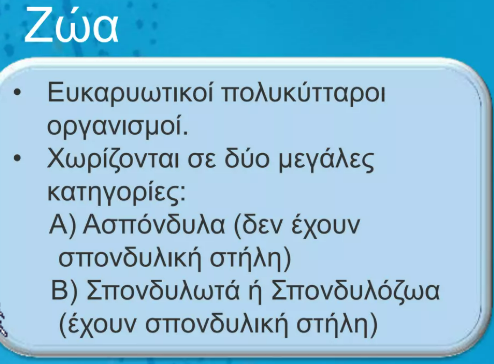 Ζώα
• Ευκαρυωτικοί πολυκύτταροι
οργανισμοί.
• Χωρίζονται σε δύο μεγάλες
κατηγορίες:
Α) Ασπόνδυλα (δεν έχουν
σπονδυλική στήλη)
Β) Σπονδυλωτά ή Σπονδυλόζωα
(έχουν σπονδυλική στήλη)